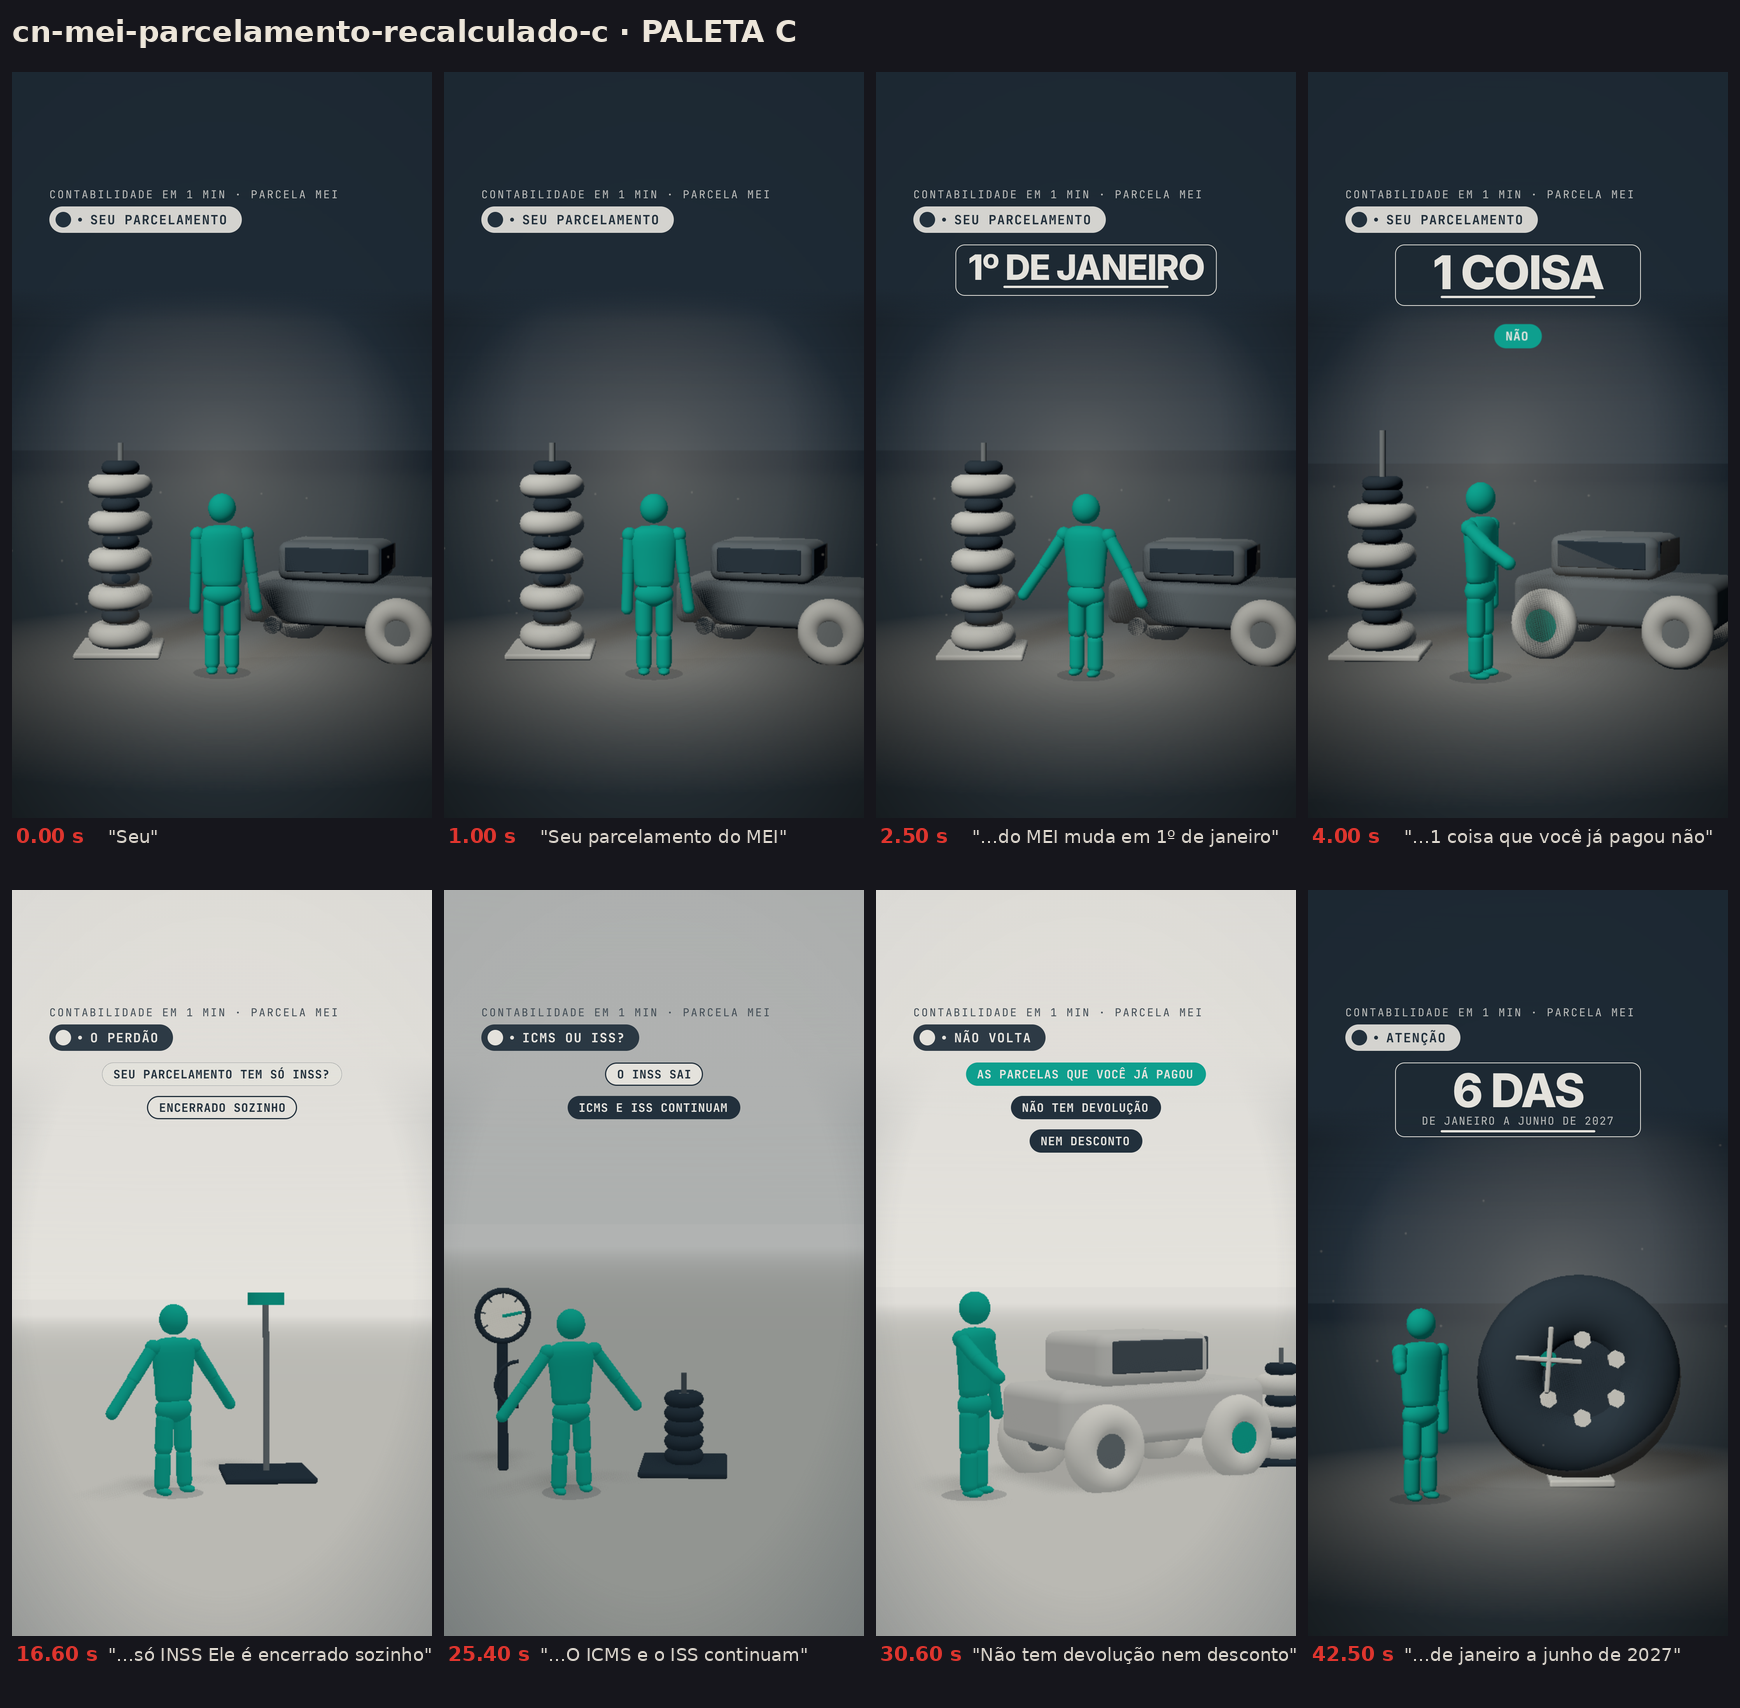 cn-mei-parcelamento-recalculado-c · PALETA C
CONTABILIDADE EM 1 MIN · PARCELA MEI
• SEU PARCELAMENTO
0.00 s "Seu"
CONTABILIDADE EM 1 MIN · PARCELA MEI
• SEU PARCELAMENTO
1.00 s "Seu parcelamento do MEI"
CONTABILIDADE EM 1 MIN · PARCELA MEI
• SEU PARCELAMENTO
1º DE JANEIRO
2.50 s "...do MEI muda em 1º de janeiro"
CONTABILIDADE EM 1 MIN · PARCELA MEI
• SEU PARCELAMENTO
1 COISA
NÃO
4.00 s "...1 coisa que você já pagou não"
CONTABILIDADE EM 1 MIN · PARCELA MEI
• O PERDÃO
SEU PARCELAMENTO TEM SÓ INSS?
ENCERRADO SOZINHO
16.60 s "...só INSS Ele é encerrado sozinho"
CONTABILIDADE EM 1 MIN · PARCELA MEI
• ICMS OU ISS?
O INSS SAI
ICMS E ISS CONTINUAM
25.40 s "...O ICMS e o ISS continuam"
CONTABILIDADE EM 1 MIN · PARCELA MEI
• NÃO VOLTA
AS PARCELAS QUE VOCÊ JÁ PAGOU
NÃO TEM DEVOLUÇÃO
NEM DESCONTO
30.60 s "Não tem devolução nem desconto"
CONTABILIDADE EM 1 MIN · PARCELA MEI
• ATENÇÃO
6 DAS
DE JANEIRO A JUNHO DE 2027
42.50 s "...de janeiro a junho de 2027"